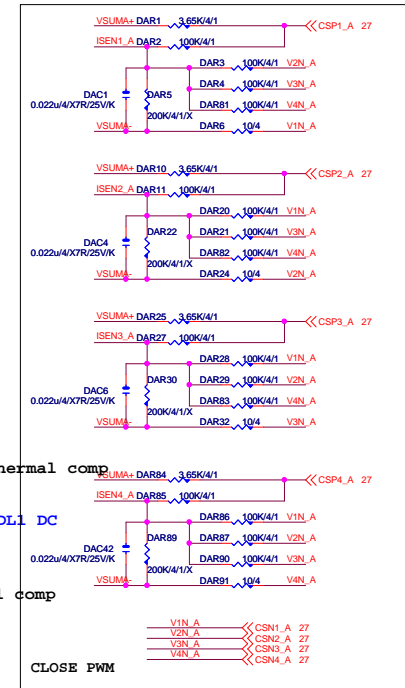 VSUMA+ DAR1 3.65K/4/1 CSP1_A 27
ISEN1_A DAR2 100K/4/1
DAR3 100K/4/1 V2N_A
DAR4 100K/4/1 V3N_A
DAC1 DAR5 DAR81 100K/4/1 V4N_A
0.022u/4/X7R/25V/K 200K/4/1/X
VSUMA- DAR6 10/4 V1N_A
VSUMA+ DAR10 3.65K/4/1 CSP2_A 27
ISEN2_A DAR11 100K/4/1
DAR20 100K/4/1 V1N_A
DAR22 DAR21 100K/4/1 V3N_A
DAC4 DAR82 100K/4/1 V4N_A
0.022u/4/X7R/25V/K 200K/4/1/X
VSUMA- DAR24 10/4 V2N_A
VSUMA+ DAR25 3.65K/4/1 CSP3_A 27
ISEN3_A DAR27 100K/4/1
DAR28 100K/4/1 V1N_A
DAR30 DAR29 100K/4/1 V2N_A
DAC6 DAR83 100K/4/1 V4N_A
0.022u/4/X7R/25V/K 200K/4/1/X
VSUMA- DAR32 10/4 V3N_A
hermal comp
VSUMA+ DAR84 3.65K/4/1 CSP4_A 27
ISEN4_A DAR85 100K/4/1
DL1 DC
DAR86 100K/4/1 V1N_A
DAR89 DAR87 100K/4/1 V2N_A
DAC42 DAR90 100K/4/1 V3N_A
0.022u/4/X7R/25V/K 200K/4/1/X
VSUMA- DAR91 10/4 V4N_A
l comp
V1N_A CSN1_A 27
V2N_A CSN2_A 27
V3N_A CSN3_A 27
V4N_A CSN4_A 27
CLOSE PWM